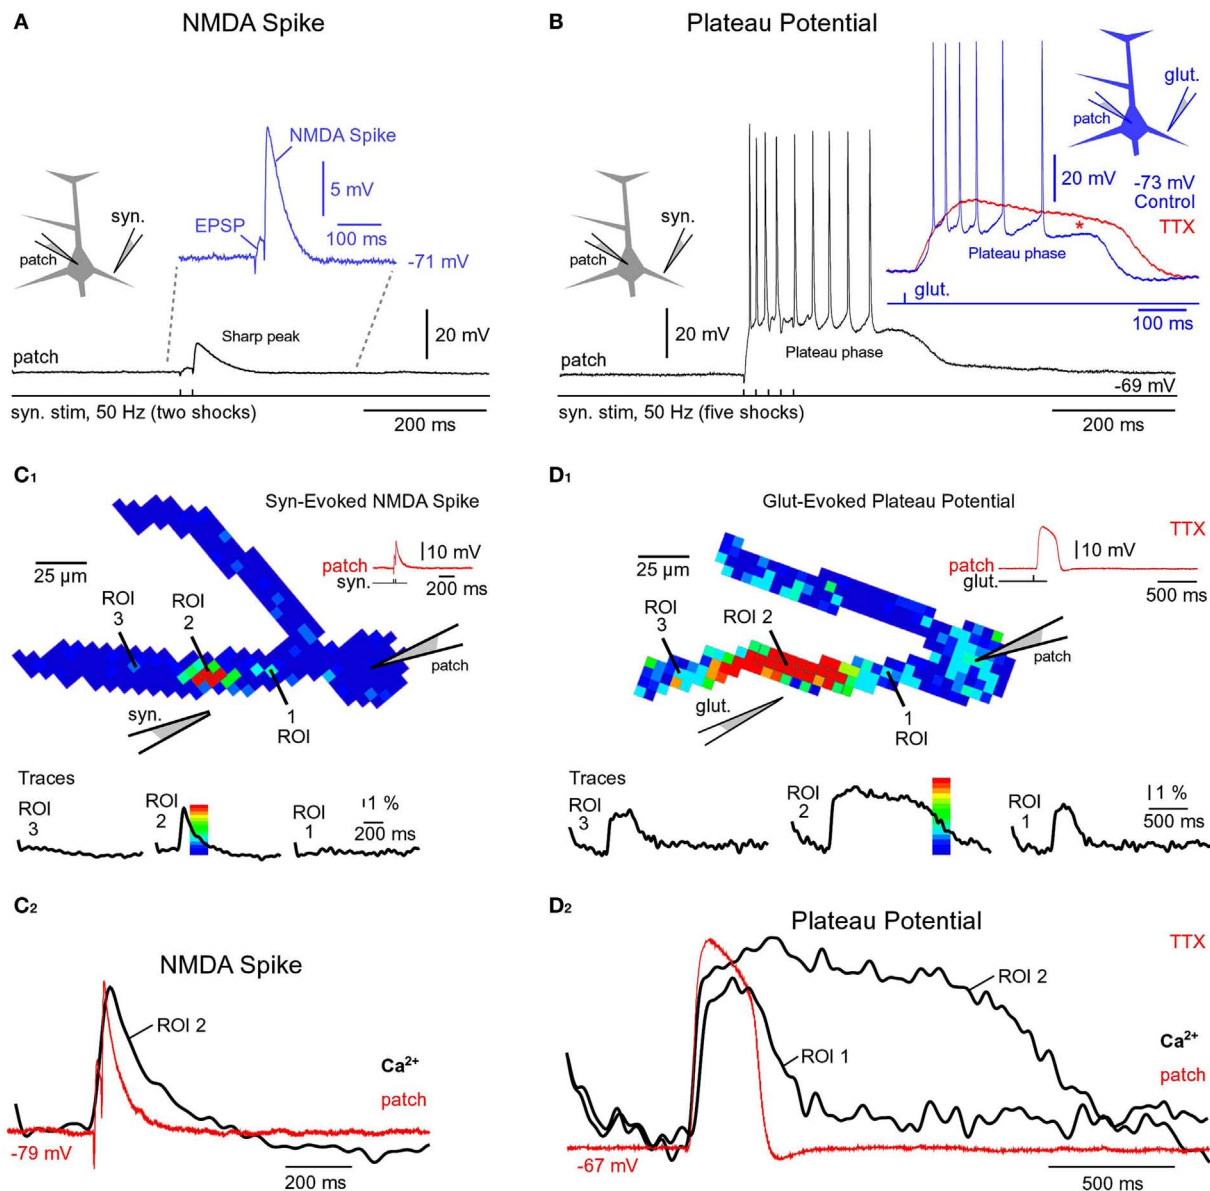 A
NMDA Spike
NMDA Spike
5 mV
100 ms
EPSP
-71 mV
syn.
patch
20 mV
Sharp peak
patch
syn. stim, 50 Hz (two shocks)
200 ms
B
Plateau Potential
glut.
patch
20 mV
-73 mV
Control
TTX
*
Plateau phase
glut.
100 ms
syn.
patch
20 mV
Plateau phase
patch
-69 mV
syn. stim, 50 Hz (five shocks)
200 ms
C1
Syn-Evoked NMDA Spike
25 µm
10 mV
patch
syn.
200 ms
ROI
3
ROI
2
patch
syn.
1
ROI
Traces
ROI
3
ROI
2
ROI
1
1 %
200 ms
D1
Glut-Evoked Plateau Potential
TTX
25 µm
10 mV
patch
glut.
500 ms
ROI
3
ROI 2
patch
glut.
1
ROI
Traces
ROI
3
ROI
2
ROI
1
1 %
500 ms
C2
NMDA Spike
ROI 2
Ca2+
patch
-79 mV
200 ms
D2
Plateau Potential
TTX
ROI 2
Ca2+
ROI 1
patch
-67 mV
500 ms